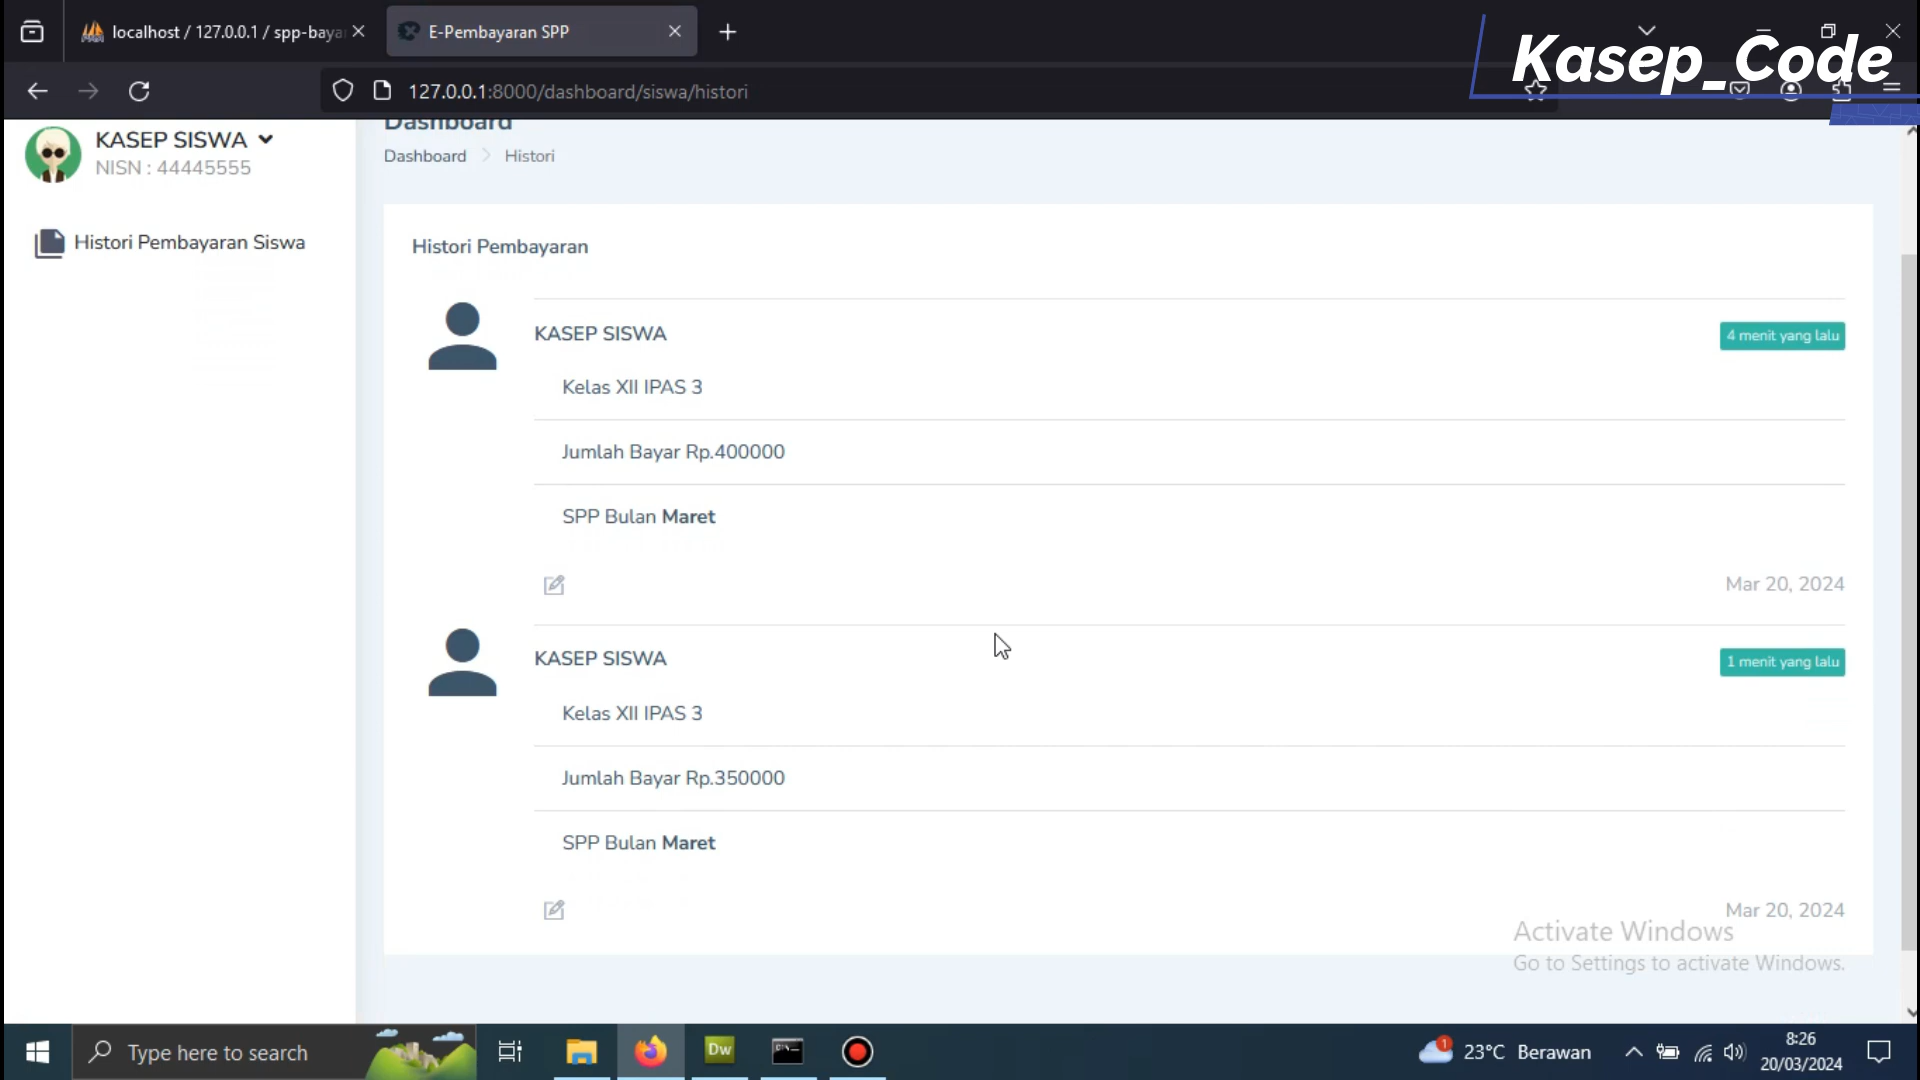 localhost / 127.0.0.1 / spp-baya
E-Pembayaran SPP
Kasep_Code
127.0.0.1:8000/dashboard/siswa/histori
KASEP SISWA
NISN : 44445555
Histori Pembayaran Siswa
Dashboard
Dashboard
Histori
Histori Pembayaran
KASEP SISWA
4 menit yang lalu
Kelas XII IPAS 3
Jumlah Bayar Rp.400000
SPP Bulan Maret
Mar 20, 2024
KASEP SISWA
1 menit yang lalu
Kelas XII IPAS 3
Jumlah Bayar Rp.350000
SPP Bulan Maret
Mar 20, 2024
Activate Windows
Go to Settings to activate Windows.
Type here to search
Dw
1
23°C Berawan
8:26
20/03/2024